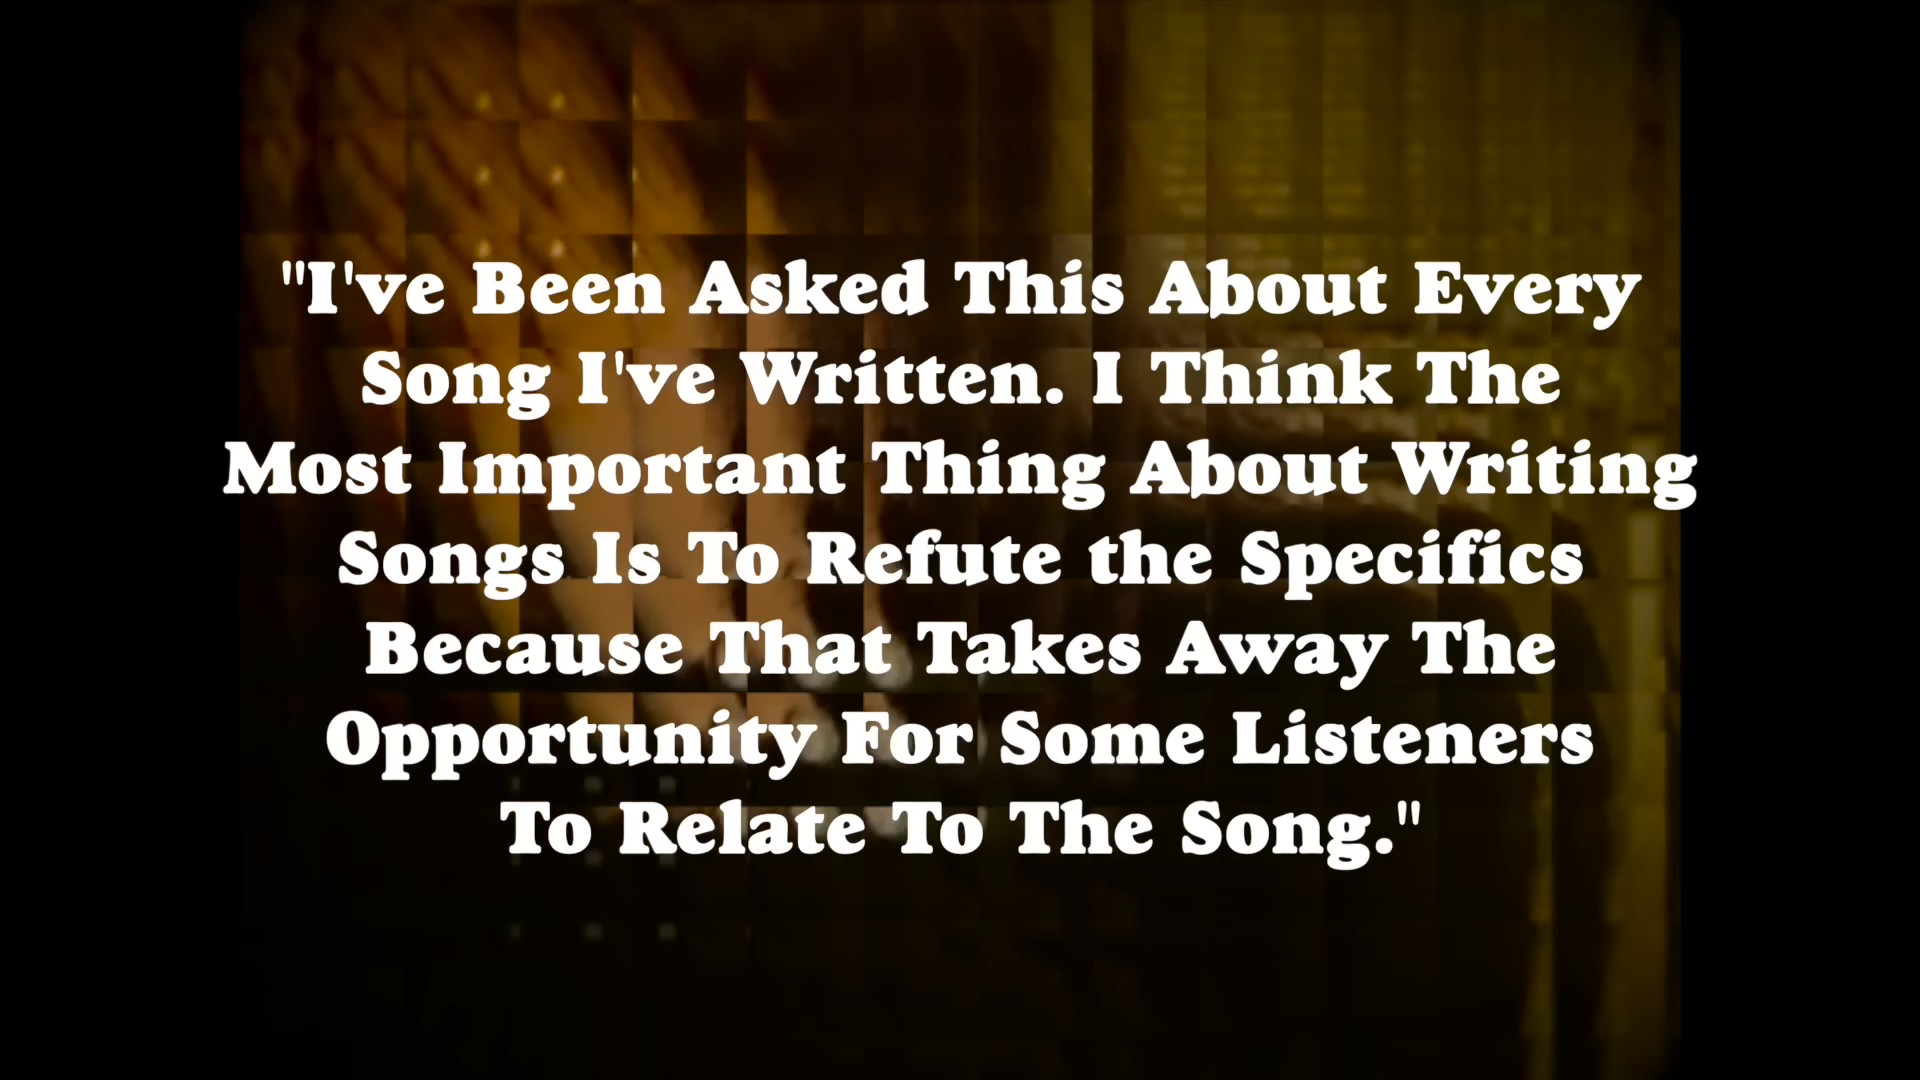 "I've Been Asked This About Every
Song I've Written. I Think The
Most Important Thing About Writing
Songs Is To Refute the Specifics
Because That Takes Away The
Opportunity For Some Listeners
To Relate To The Song."